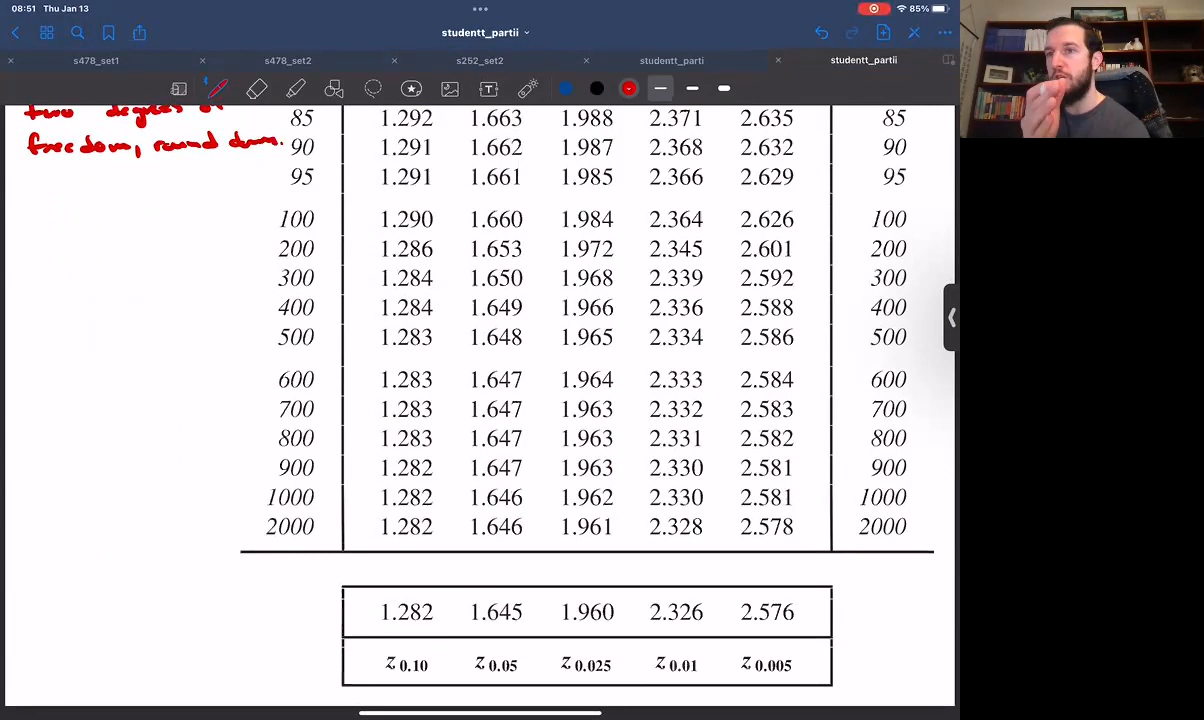 08:51 Thu Jan 13
85%
studentt_partii
s478_set1
s478_set2
s252_set2
studentt_parti
studentt_partii
two degrees of
freedom, round down.
85 1.292 1.663 1.988 2.371 2.635 85
90 1.291 1.662 1.987 2.368 2.632 90
95 1.291 1.661 1.985 2.366 2.629 95
100 1.290 1.660 1.984 2.364 2.626 100
200 1.286 1.653 1.972 2.345 2.601 200
300 1.284 1.650 1.968 2.339 2.592 300
400 1.284 1.649 1.966 2.336 2.588 400
500 1.283 1.648 1.965 2.334 2.586 500
600 1.283 1.647 1.964 2.333 2.584 600
700 1.283 1.647 1.963 2.332 2.583 700
800 1.283 1.647 1.963 2.331 2.582 800
900 1.282 1.647 1.963 2.330 2.581 900
1000 1.282 1.646 1.962 2.330 2.581 1000
2000 1.282 1.646 1.961 2.328 2.578 2000
1.282 1.645 1.960 2.326 2.576
z0.10 z0.05 z0.025 z0.01 z0.005